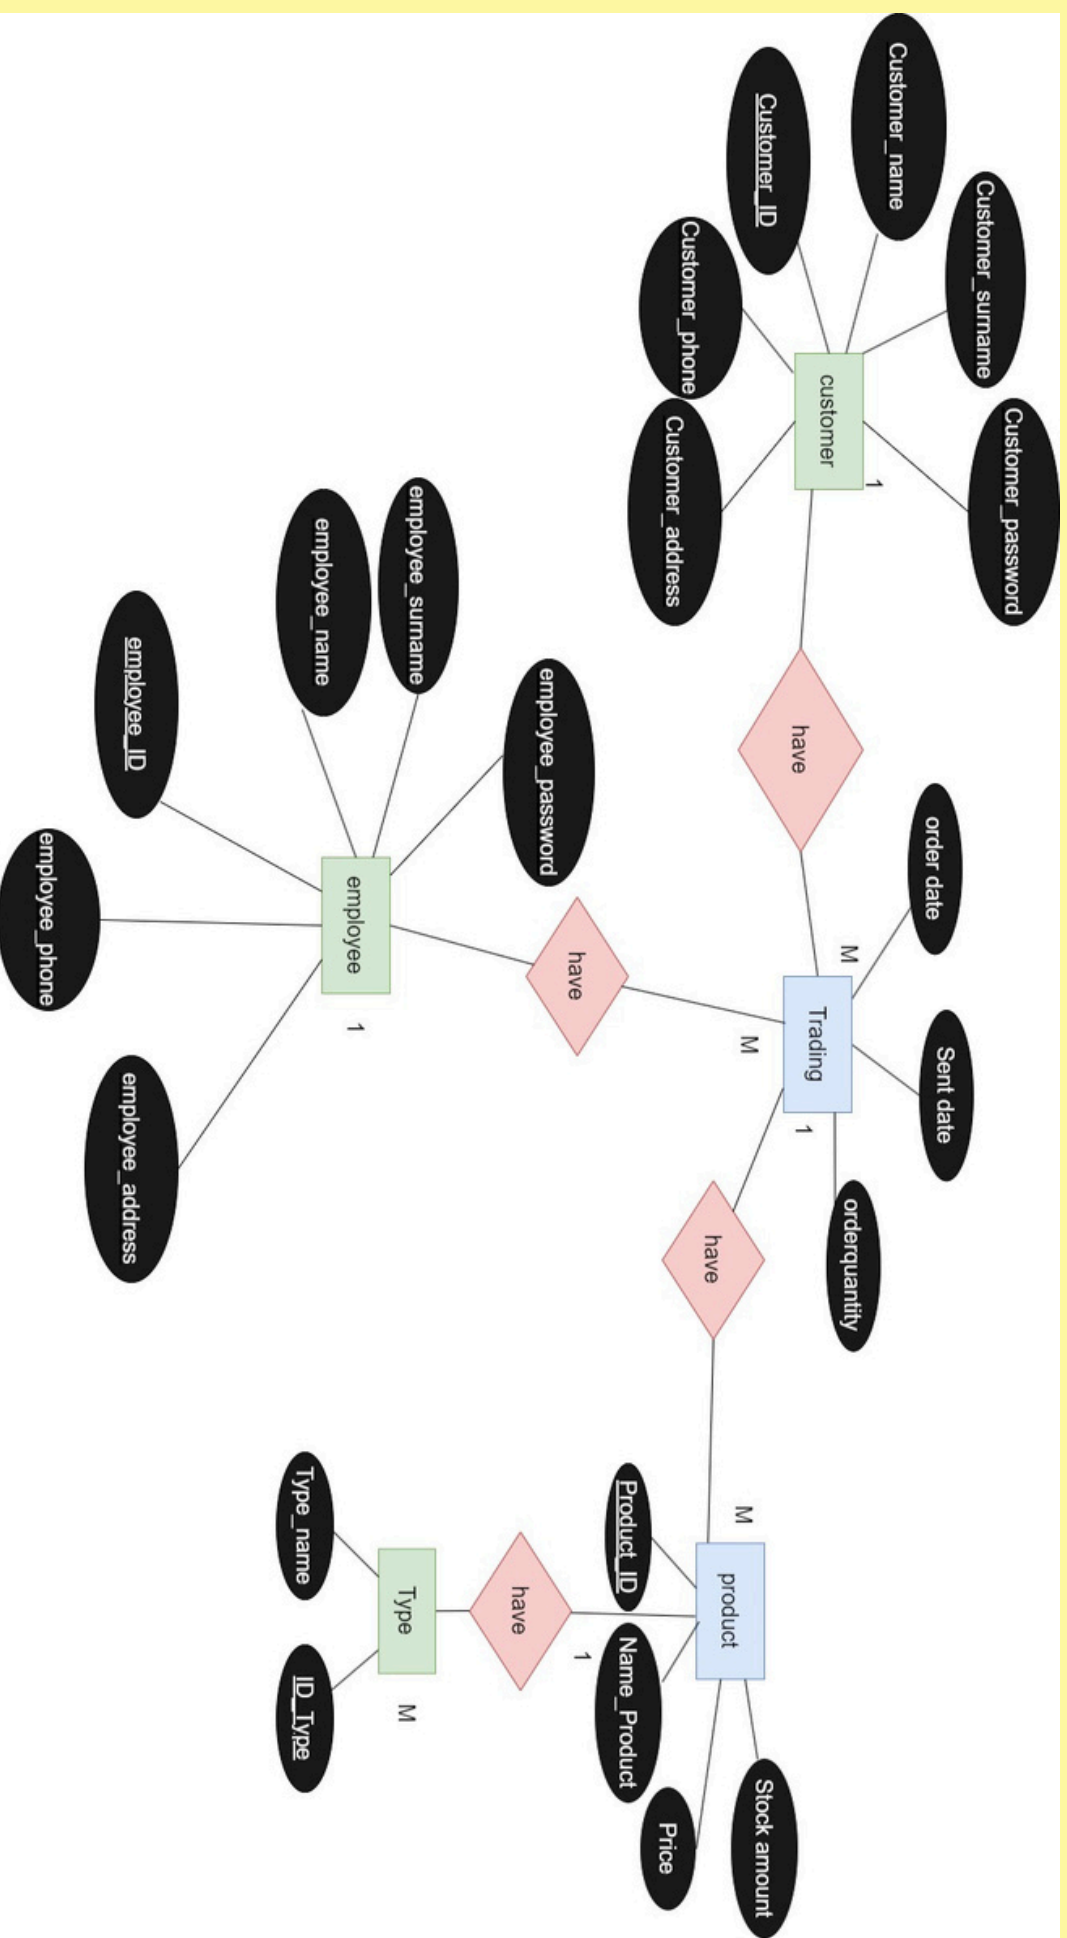 Customer_name
Customer_surname
Customer_ID
Customer_password
Customer_phone
customer
1
Customer_address
have
order date
M
Trading
Sent date
1
orderquantity
M
have
employee_surname
employee_name
employee_password
employee_ID
employee
1
employee_phone
employee_address
have
M
product
Product_ID
Name_Product
Stock amount
Price
1
have
Type_name
Type
M
ID_Type